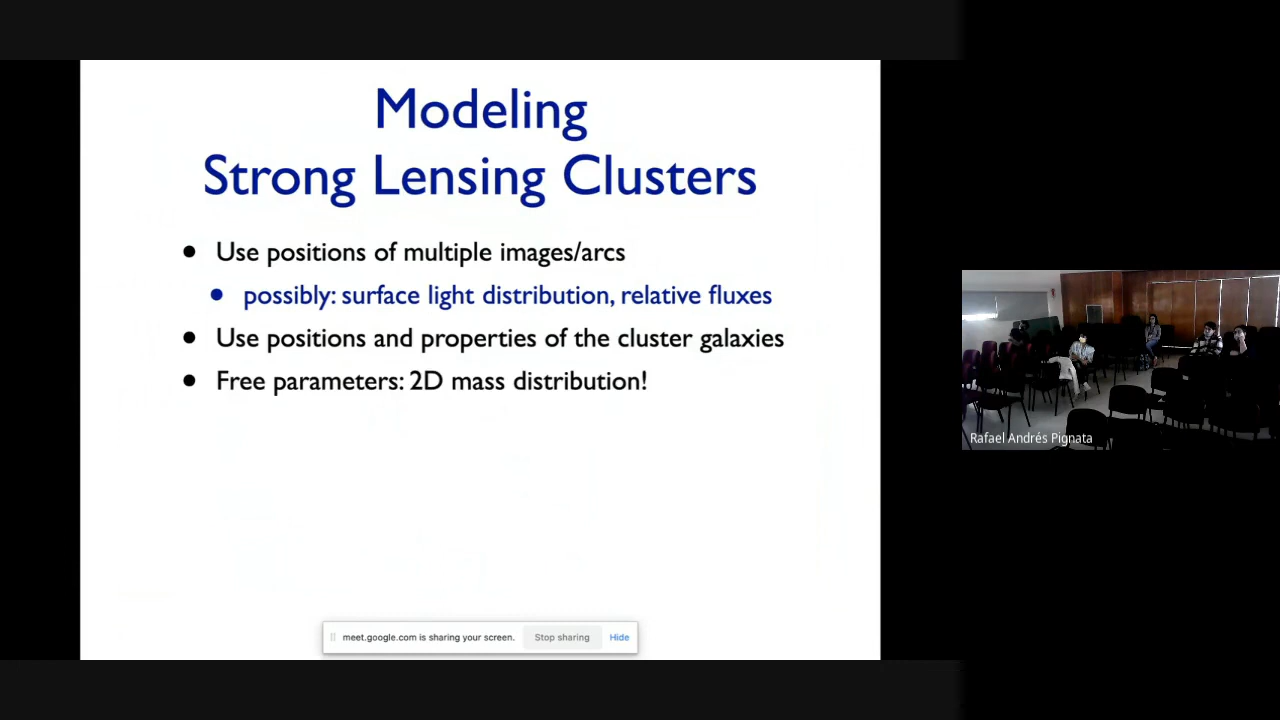 Modeling
Strong Lensing Clusters
• Use positions of multiple images/arcs
• possibly: surface light distribution, relative fluxes
• Use positions and properties of the cluster galaxies
• Free parameters: 2D mass distribution!
meet.google.com is sharing your screen. Stop sharing Hide
Rafael Andrés Pignata